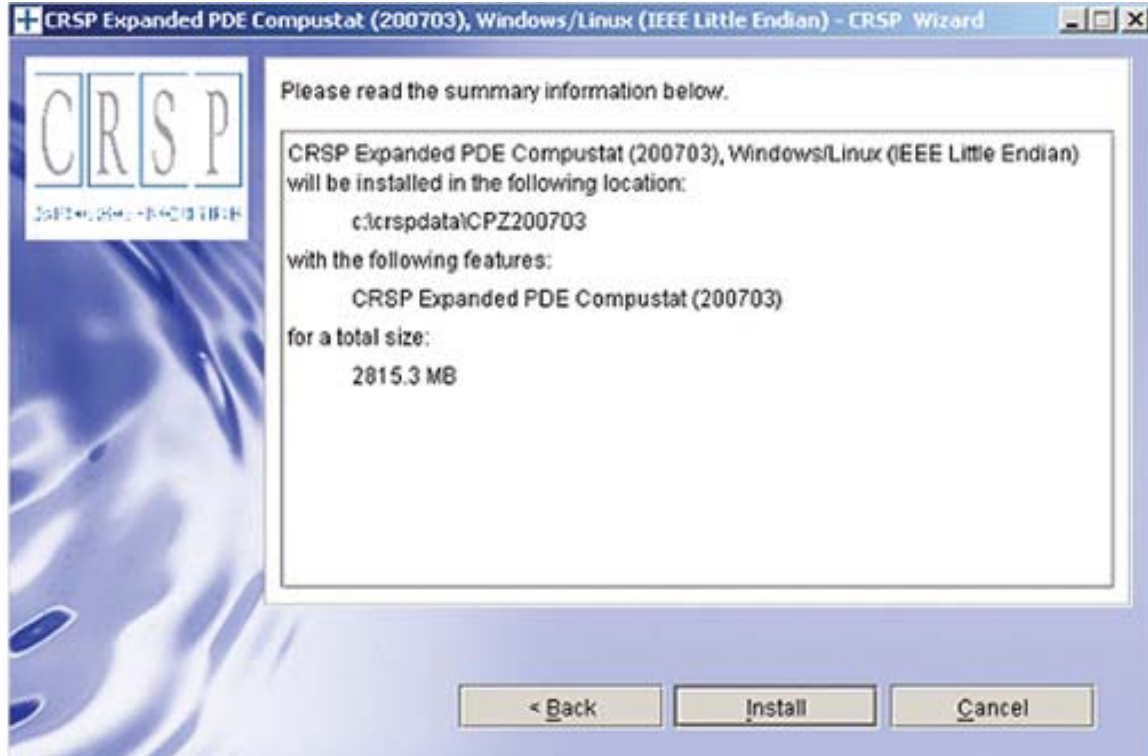 CRSP Expanded PDE Compustat (200703), Windows/Linux (IEEE Little Endian) - CRSP Wizard
CRSP
Please read the summary information below.
CRSP Expanded PDE Compustat (200703), Windows/Linux (IEEE Little Endian)
will be installed in the following location:
c:\crspdata\CPZ200703
with the following features:
CRSP Expanded PDE Compustat (200703)
for a total size:
2815.3 MB
< Back
Install
Cancel